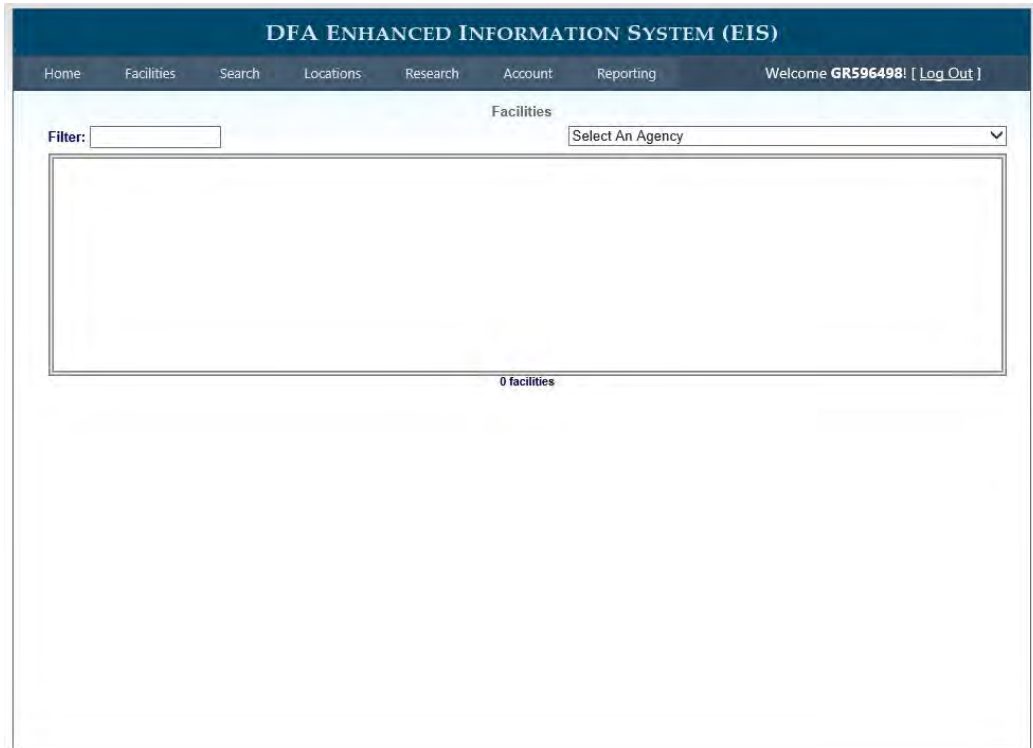 DFA ENHANCED INFORMATION SYSTEM (EIS)
Home Facilities Search Locations Research Account Reporting Welcome GR596498! [ Log Out ]
Facilities
Filter: Select An Agency
0 facilities